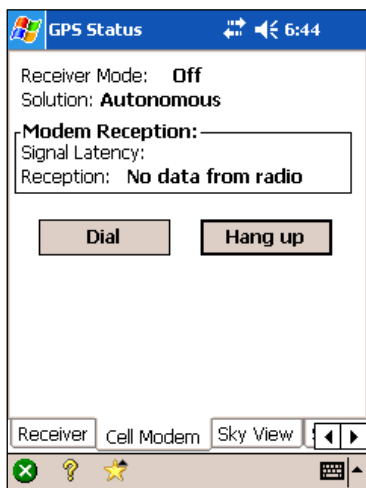 GPS Status 6:44
Receiver Mode: Off
Solution: Autonomous
Modem Reception:
Signal Latency:
Reception: No data from radio
Dial Hang up
Receiver Cell Modem Sky View